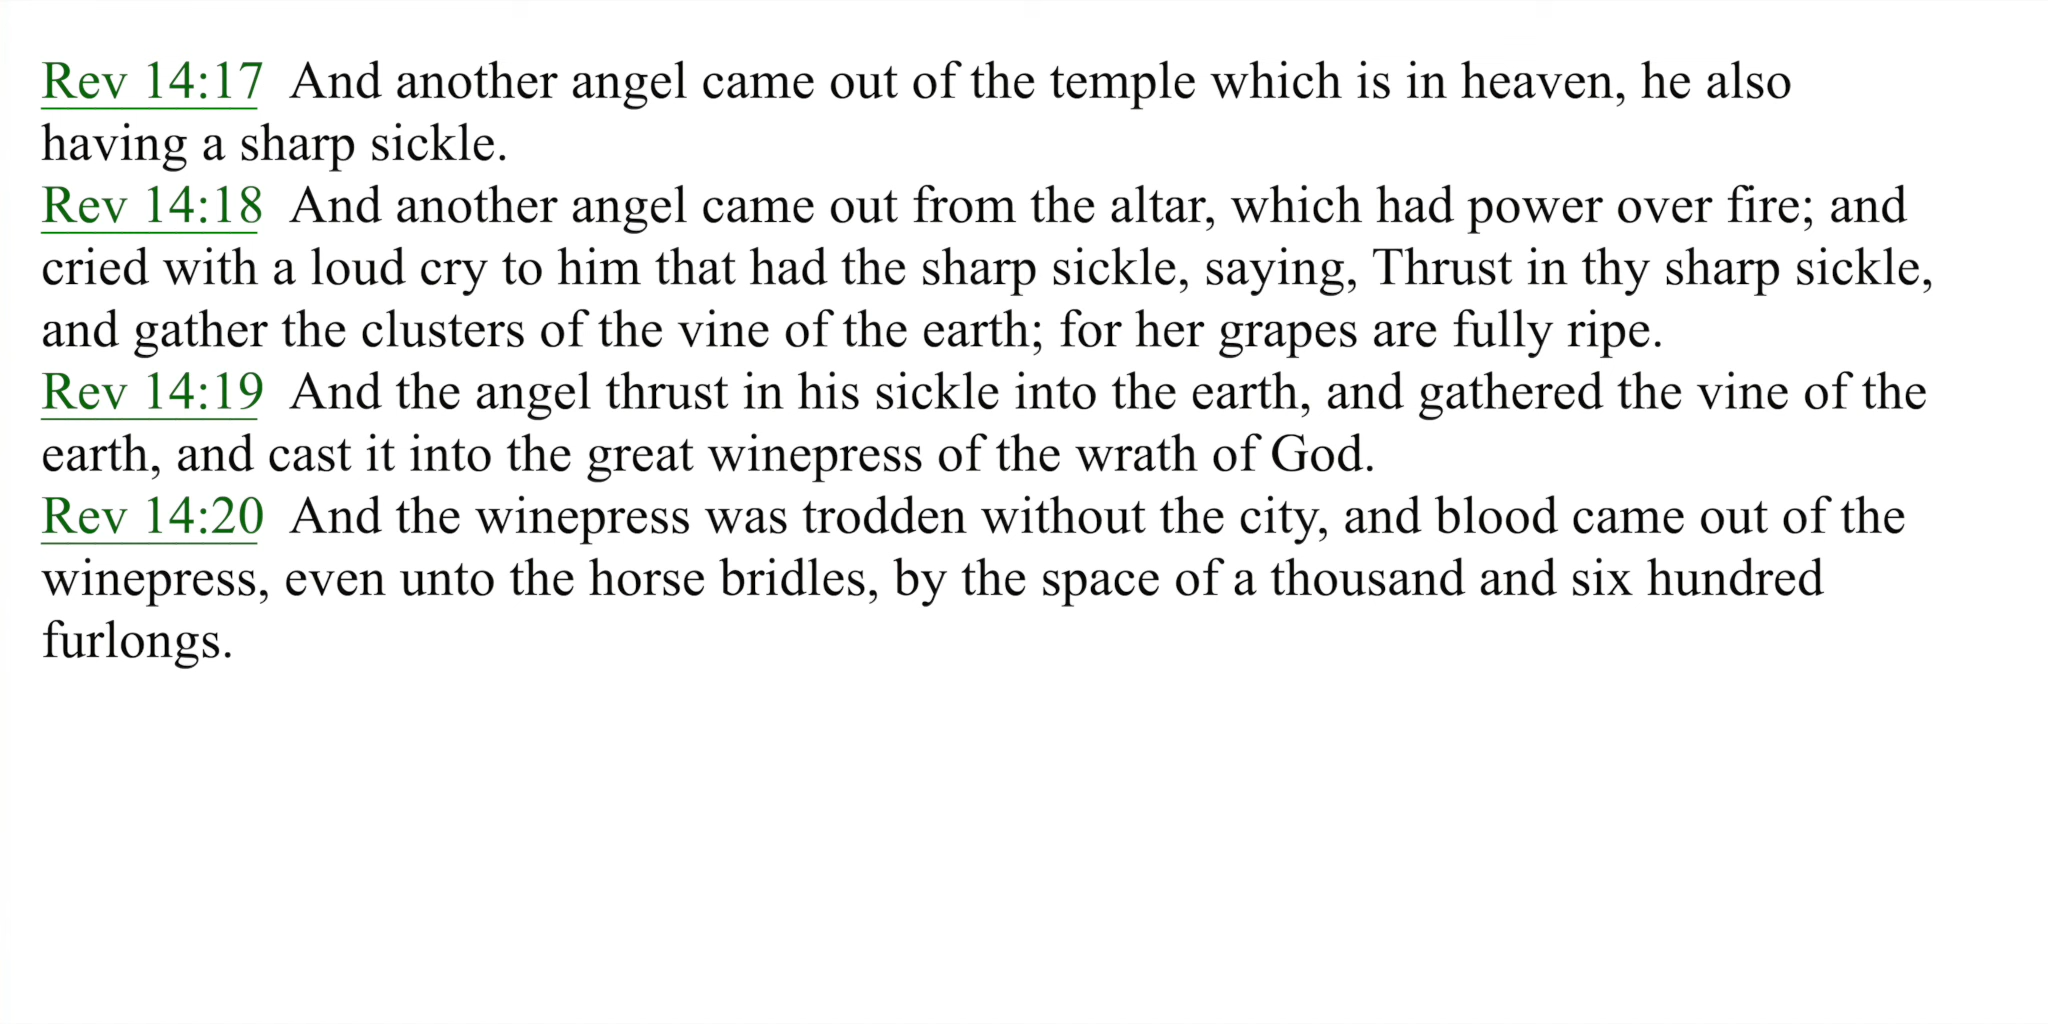 Rev 14:17  And another angel came out of the temple which is in heaven, he also
having a sharp sickle.
Rev 14:18  And another angel came out from the altar, which had power over fire; and
cried with a loud cry to him that had the sharp sickle, saying, Thrust in thy sharp sickle,
and gather the clusters of the vine of the earth; for her grapes are fully ripe.
Rev 14:19  And the angel thrust in his sickle into the earth, and gathered the vine of the
earth, and cast it into the great winepress of the wrath of God.
Rev 14:20  And the winepress was trodden without the city, and blood came out of the
winepress, even unto the horse bridles, by the space of a thousand and six hundred
furlongs.